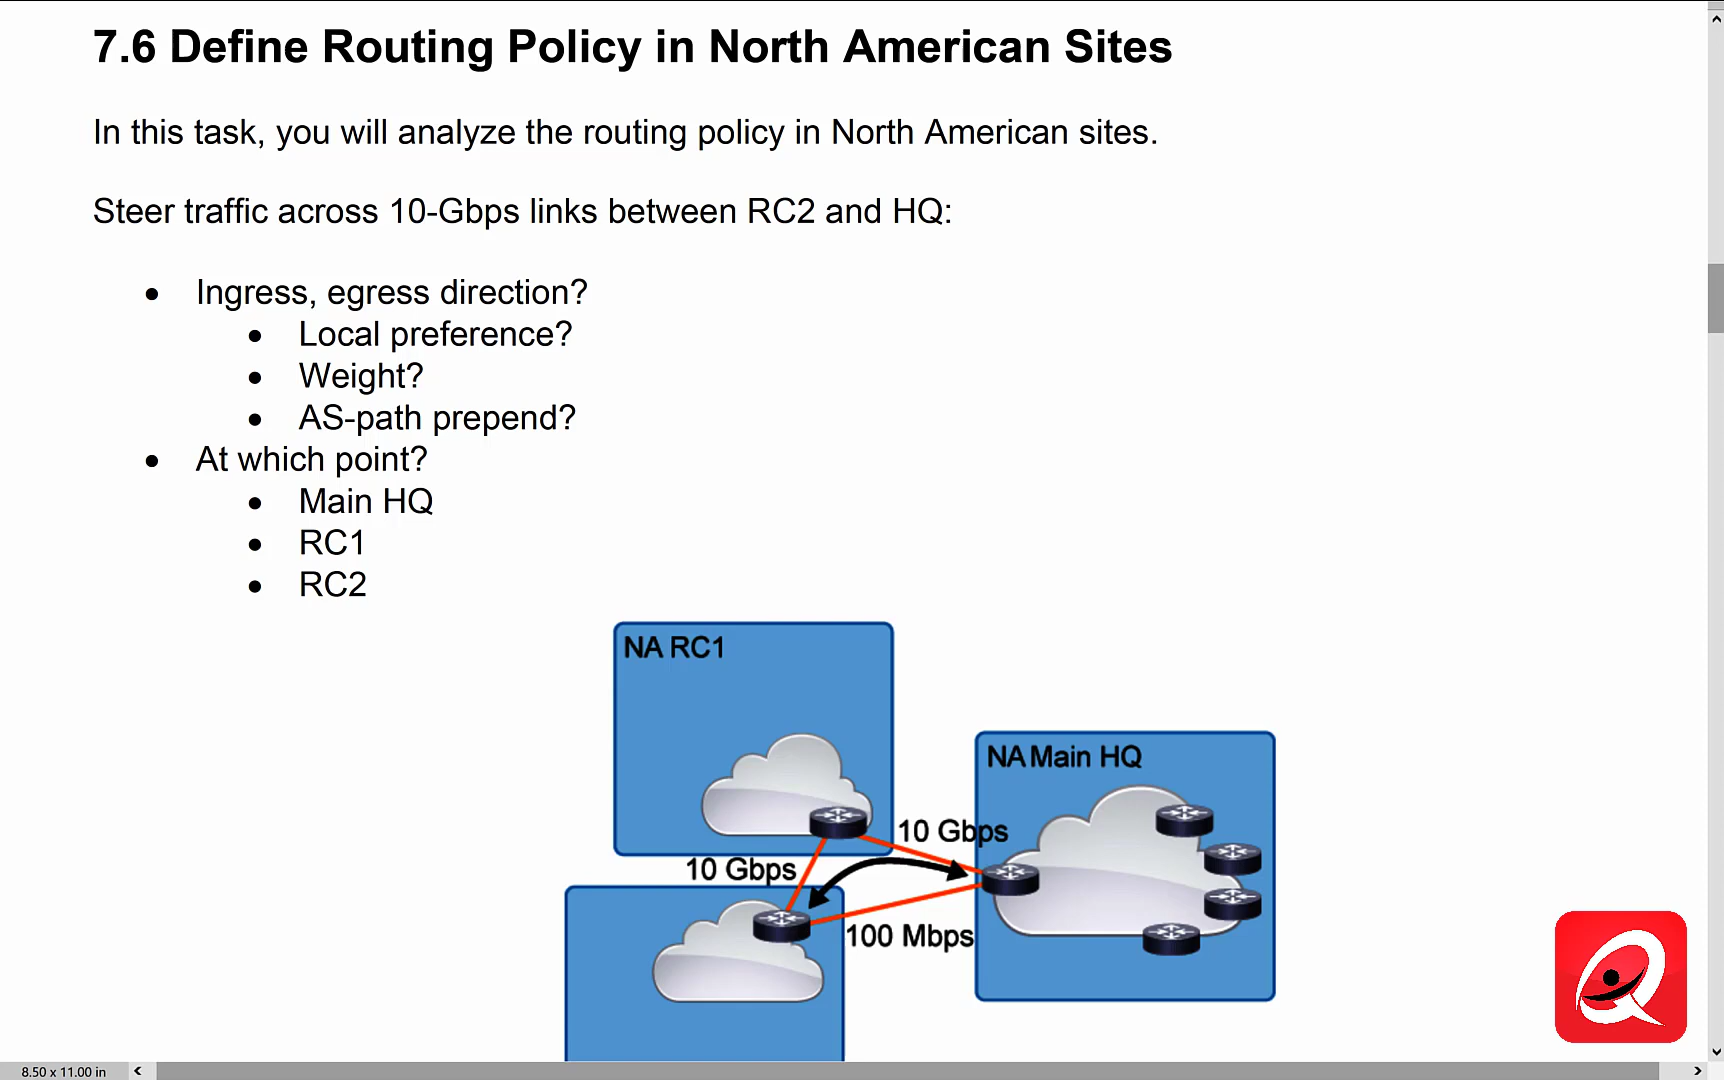 7.6 Define Routing Policy in North American Sites
In this task, you will analyze the routing policy in North American sites.
Steer traffic across 10-Gbps links between RC2 and HQ:
Ingress, egress direction?
Local preference?
Weight?
AS-path prepend?
At which point?
Main HQ
RC1
RC2
NA RC1
NA Main HQ
10 Gbps
10 Gbps
100 Mbps
8.50 x 11.00 in